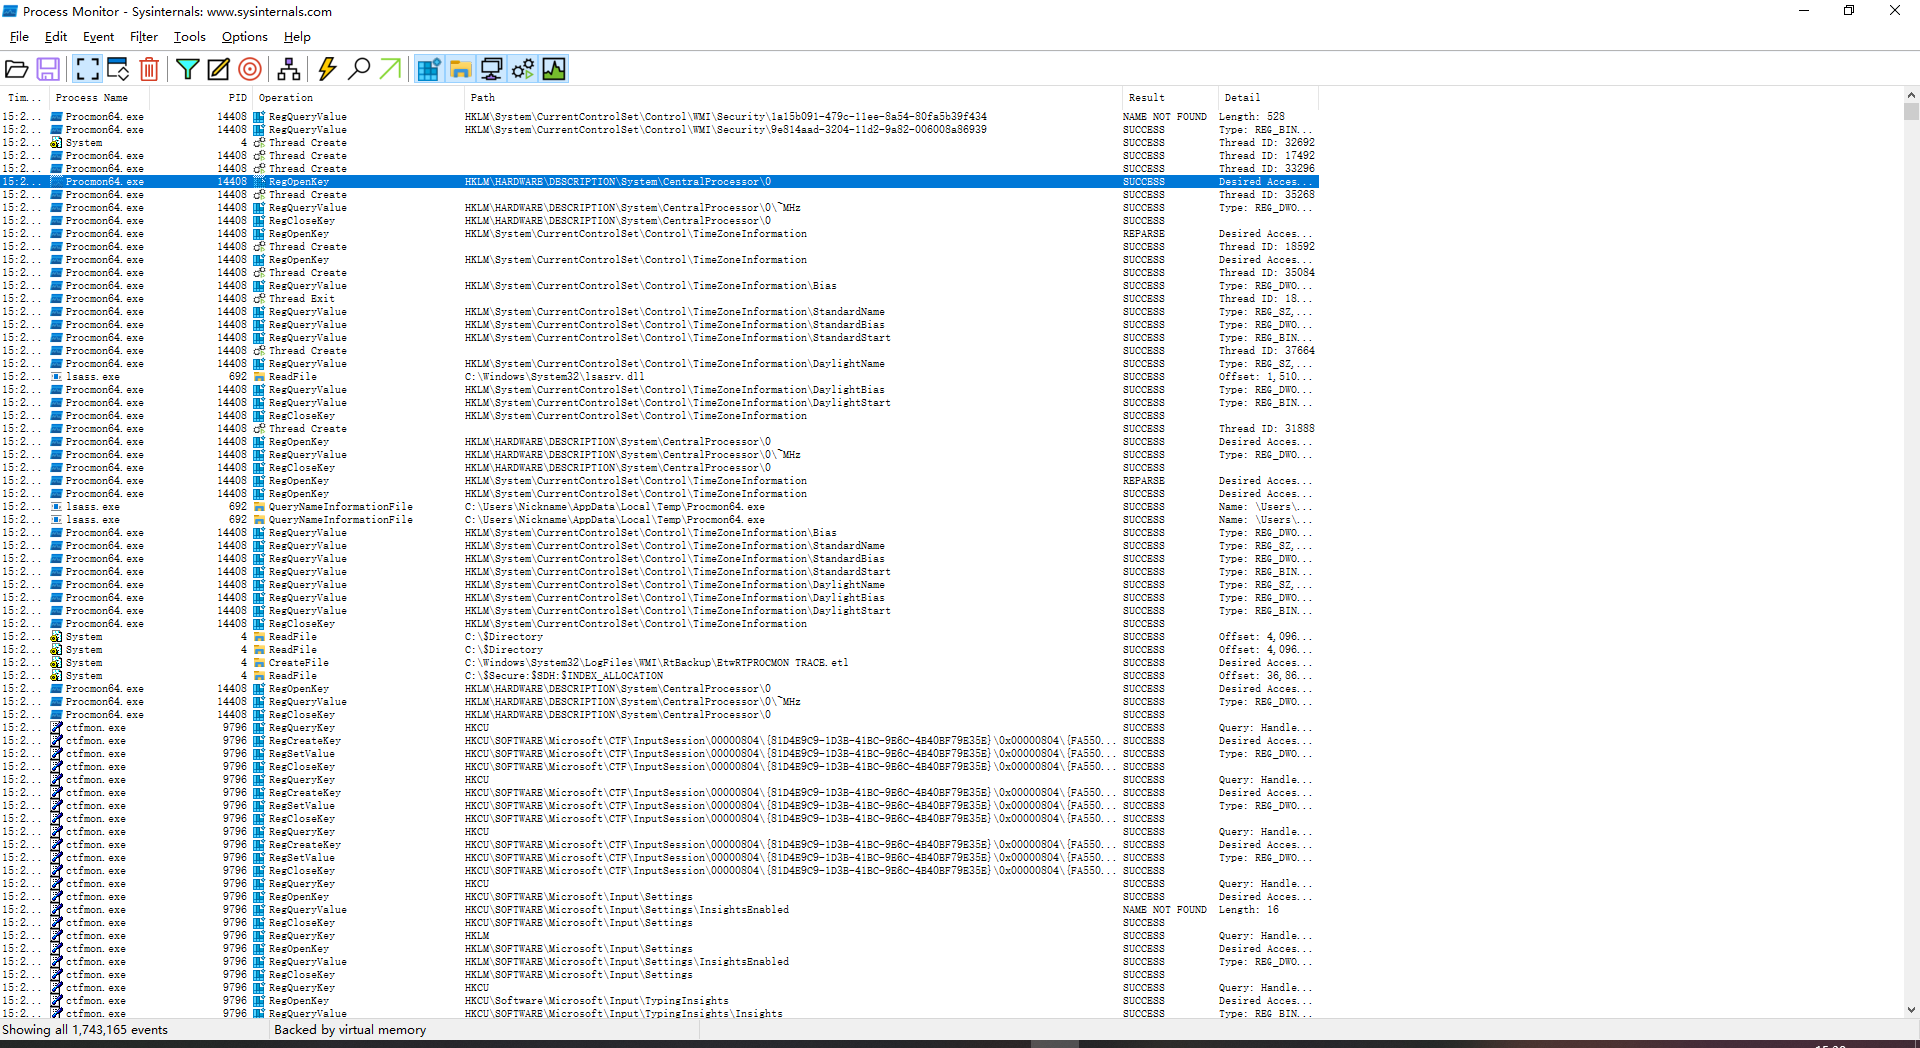 Process Monitor - Sysinternals: www.sysinternals.com
File Edit Event Filter Tools Options Help
Tim... Process Name PID Operation Path Result Detail
15:2... Procmon64.exe 14408 RegQueryValue HKLM\System\CurrentControlSet\Control\WMI\Security\1a15b091-479c-11ee-8a54-80fa5b39f434 NAME NOT FOUND Length: 528
15:2... Procmon64.exe 14408 RegQueryValue HKLM\System\CurrentControlSet\Control\WMI\Security\9e814aad-3204-11d2-9a82-006008a86939 SUCCESS Type: REG_BIN...
15:2... System 4 Thread Create SUCCESS Thread ID: 32692
15:2... Procmon64.exe 14408 Thread Create SUCCESS Thread ID: 17492
15:2... Procmon64.exe 14408 Thread Create SUCCESS Thread ID: 33296
15:2... Procmon64.exe 14408 RegOpenKey HKLM\HARDWARE\DESCRIPTION\System\CentralProcessor\0 SUCCESS Desired Acces...
15:2... Procmon64.exe 14408 Thread Create SUCCESS Thread ID: 35268
15:2... Procmon64.exe 14408 RegQueryValue HKLM\HARDWARE\DESCRIPTION\System\CentralProcessor\0\~MHz SUCCESS Type: REG_DWO...
15:2... Procmon64.exe 14408 RegCloseKey HKLM\HARDWARE\DESCRIPTION\System\CentralProcessor\0 SUCCESS
15:2... Procmon64.exe 14408 RegOpenKey HKLM\System\CurrentControlSet\Control\TimeZoneInformation REPARSE Desired Acces...
15:2... Procmon64.exe 14408 Thread Create SUCCESS Thread ID: 18592
15:2... Procmon64.exe 14408 RegOpenKey HKLM\System\CurrentControlSet\Control\TimeZoneInformation SUCCESS Desired Acces...
15:2... Procmon64.exe 14408 Thread Create SUCCESS Thread ID: 35084
15:2... Procmon64.exe 14408 RegQueryValue HKLM\System\CurrentControlSet\Control\TimeZoneInformation\Bias SUCCESS Type: REG_DWO...
15:2... Procmon64.exe 14408 Thread Exit SUCCESS Thread ID: 18...
15:2... Procmon64.exe 14408 RegQueryValue HKLM\System\CurrentControlSet\Control\TimeZoneInformation\StandardName SUCCESS Type: REG_SZ,...
15:2... Procmon64.exe 14408 RegQueryValue HKLM\System\CurrentControlSet\Control\TimeZoneInformation\StandardBias SUCCESS Type: REG_DWO...
15:2... Procmon64.exe 14408 RegQueryValue HKLM\System\CurrentControlSet\Control\TimeZoneInformation\StandardStart SUCCESS Type: REG_BIN...
15:2... Procmon64.exe 14408 Thread Create SUCCESS Thread ID: 37664
15:2... Procmon64.exe 14408 RegQueryValue HKLM\System\CurrentControlSet\Control\TimeZoneInformation\DaylightName SUCCESS Type: REG_SZ,...
15:2... lsass.exe 692 ReadFile C:\Windows\System32\lsasrv.dll SUCCESS Offset: 1,510...
15:2... Procmon64.exe 14408 RegQueryValue HKLM\System\CurrentControlSet\Control\TimeZoneInformation\DaylightBias SUCCESS Type: REG_DWO...
15:2... Procmon64.exe 14408 RegQueryValue HKLM\System\CurrentControlSet\Control\TimeZoneInformation\DaylightStart SUCCESS Type: REG_BIN...
15:2... Procmon64.exe 14408 RegCloseKey HKLM\System\CurrentControlSet\Control\TimeZoneInformation SUCCESS
15:2... Procmon64.exe 14408 Thread Create SUCCESS Thread ID: 31888
15:2... Procmon64.exe 14408 RegOpenKey HKLM\HARDWARE\DESCRIPTION\System\CentralProcessor\0 SUCCESS Desired Acces...
15:2... Procmon64.exe 14408 RegQueryValue HKLM\HARDWARE\DESCRIPTION\System\CentralProcessor\0\~MHz SUCCESS Type: REG_DWO...
15:2... Procmon64.exe 14408 RegCloseKey HKLM\HARDWARE\DESCRIPTION\System\CentralProcessor\0 SUCCESS
15:2... Procmon64.exe 14408 RegOpenKey HKLM\System\CurrentControlSet\Control\TimeZoneInformation REPARSE Desired Acces...
15:2... Procmon64.exe 14408 RegOpenKey HKLM\System\CurrentControlSet\Control\TimeZoneInformation SUCCESS Desired Acces...
15:2... lsass.exe 692 QueryNameInformationFile C:\Users\Nickname\AppData\Local\Temp\Procmon64.exe SUCCESS Name: \Users\...
15:2... lsass.exe 692 QueryNameInformationFile C:\Users\Nickname\AppData\Local\Temp\Procmon64.exe SUCCESS Name: \Users\...
15:2... Procmon64.exe 14408 RegQueryValue HKLM\System\CurrentControlSet\Control\TimeZoneInformation\Bias SUCCESS Type: REG_DWO...
15:2... Procmon64.exe 14408 RegQueryValue HKLM\System\CurrentControlSet\Control\TimeZoneInformation\StandardName SUCCESS Type: REG_SZ,...
15:2... Procmon64.exe 14408 RegQueryValue HKLM\System\CurrentControlSet\Control\TimeZoneInformation\StandardBias SUCCESS Type: REG_DWO...
15:2... Procmon64.exe 14408 RegQueryValue HKLM\System\CurrentControlSet\Control\TimeZoneInformation\StandardStart SUCCESS Type: REG_BIN...
15:2... Procmon64.exe 14408 RegQueryValue HKLM\System\CurrentControlSet\Control\TimeZoneInformation\DaylightName SUCCESS Type: REG_SZ,...
15:2... Procmon64.exe 14408 RegQueryValue HKLM\System\CurrentControlSet\Control\TimeZoneInformation\DaylightBias SUCCESS Type: REG_DWO...
15:2... Procmon64.exe 14408 RegQueryValue HKLM\System\CurrentControlSet\Control\TimeZoneInformation\DaylightStart SUCCESS Type: REG_BIN...
15:2... Procmon64.exe 14408 RegCloseKey HKLM\System\CurrentControlSet\Control\TimeZoneInformation SUCCESS
15:2... System 4 ReadFile C:\$Directory SUCCESS Offset: 4,096...
15:2... System 4 ReadFile C:\$Directory SUCCESS Offset: 4,096...
15:2... System 4 CreateFile C:\Windows\System32\LogFiles\WMI\RtBackup\EtwRTPROCMON TRACE.etl SUCCESS Desired Acces...
15:2... System 4 ReadFile C:\$Secure:$SDH:$INDEX_ALLOCATION SUCCESS Offset: 36,86...
15:2... Procmon64.exe 14408 RegOpenKey HKLM\HARDWARE\DESCRIPTION\System\CentralProcessor\0 SUCCESS Desired Acces...
15:2... Procmon64.exe 14408 RegQueryValue HKLM\HARDWARE\DESCRIPTION\System\CentralProcessor\0\~MHz SUCCESS Type: REG_DWO...
15:2... Procmon64.exe 14408 RegCloseKey HKLM\HARDWARE\DESCRIPTION\System\CentralProcessor\0 SUCCESS
15:2... ctfmon.exe 9796 RegQueryKey HKCU SUCCESS Query: Handle...
15:2... ctfmon.exe 9796 RegCreateKey HKCU\SOFTWARE\Microsoft\CTF\InputSession\00000804\{81D4E9C9-1D3B-41BC-9E6C-4B40BF79E35E}\0x00000804\{FA550... SUCCESS Desired Acces...
15:2... ctfmon.exe 9796 RegSetValue HKCU\SOFTWARE\Microsoft\CTF\InputSession\00000804\{81D4E9C9-1D3B-41BC-9E6C-4B40BF79E35E}\0x00000804\{FA550... SUCCESS Type: REG_DWO...
15:2... ctfmon.exe 9796 RegCloseKey HKCU\SOFTWARE\Microsoft\CTF\InputSession\00000804\{81D4E9C9-1D3B-41BC-9E6C-4B40BF79E35E}\0x00000804\{FA550... SUCCESS
15:2... ctfmon.exe 9796 RegQueryKey HKCU SUCCESS Query: Handle...
15:2... ctfmon.exe 9796 RegCreateKey HKCU\SOFTWARE\Microsoft\CTF\InputSession\00000804\{81D4E9C9-1D3B-41BC-9E6C-4B40BF79E35E}\0x00000804\{FA550... SUCCESS Desired Acces...
15:2... ctfmon.exe 9796 RegSetValue HKCU\SOFTWARE\Microsoft\CTF\InputSession\00000804\{81D4E9C9-1D3B-41BC-9E6C-4B40BF79E35E}\0x00000804\{FA550... SUCCESS Type: REG_DWO...
15:2... ctfmon.exe 9796 RegCloseKey HKCU\SOFTWARE\Microsoft\CTF\InputSession\00000804\{81D4E9C9-1D3B-41BC-9E6C-4B40BF79E35E}\0x00000804\{FA550... SUCCESS
15:2... ctfmon.exe 9796 RegQueryKey HKCU SUCCESS Query: Handle...
15:2... ctfmon.exe 9796 RegCreateKey HKCU\SOFTWARE\Microsoft\CTF\InputSession\00000804\{81D4E9C9-1D3B-41BC-9E6C-4B40BF79E35E}\0x00000804\{FA550... SUCCESS Desired Acces...
15:2... ctfmon.exe 9796 RegSetValue HKCU\SOFTWARE\Microsoft\CTF\InputSession\00000804\{81D4E9C9-1D3B-41BC-9E6C-4B40BF79E35E}\0x00000804\{FA550... SUCCESS Type: REG_DWO...
15:2... ctfmon.exe 9796 RegCloseKey HKCU\SOFTWARE\Microsoft\CTF\InputSession\00000804\{81D4E9C9-1D3B-41BC-9E6C-4B40BF79E35E}\0x00000804\{FA550... SUCCESS
15:2... ctfmon.exe 9796 RegQueryKey HKCU SUCCESS Query: Handle...
15:2... ctfmon.exe 9796 RegOpenKey HKCU\SOFTWARE\Microsoft\Input\Settings SUCCESS Desired Acces...
15:2... ctfmon.exe 9796 RegQueryValue HKCU\SOFTWARE\Microsoft\Input\Settings\InsightsEnabled NAME NOT FOUND Length: 16
15:2... ctfmon.exe 9796 RegCloseKey HKCU\SOFTWARE\Microsoft\Input\Settings SUCCESS
15:2... ctfmon.exe 9796 RegQueryKey HKLM SUCCESS Query: Handle...
15:2... ctfmon.exe 9796 RegOpenKey HKLM\SOFTWARE\Microsoft\Input\Settings SUCCESS Desired Acces...
15:2... ctfmon.exe 9796 RegQueryValue HKLM\SOFTWARE\Microsoft\Input\Settings\InsightsEnabled SUCCESS Type: REG_DWO...
15:2... ctfmon.exe 9796 RegCloseKey HKLM\SOFTWARE\Microsoft\Input\Settings SUCCESS
15:2... ctfmon.exe 9796 RegQueryKey HKCU SUCCESS Query: Handle...
15:2... ctfmon.exe 9796 RegOpenKey HKCU\Software\Microsoft\Input\TypingInsights SUCCESS Desired Acces...
15:2... ctfmon.exe 9796 RegQueryValue HKCU\Software\Microsoft\Input\TypingInsights\Insights SUCCESS Type: REG_BIN...
Showing all 1,743,165 events Backed by virtual memory